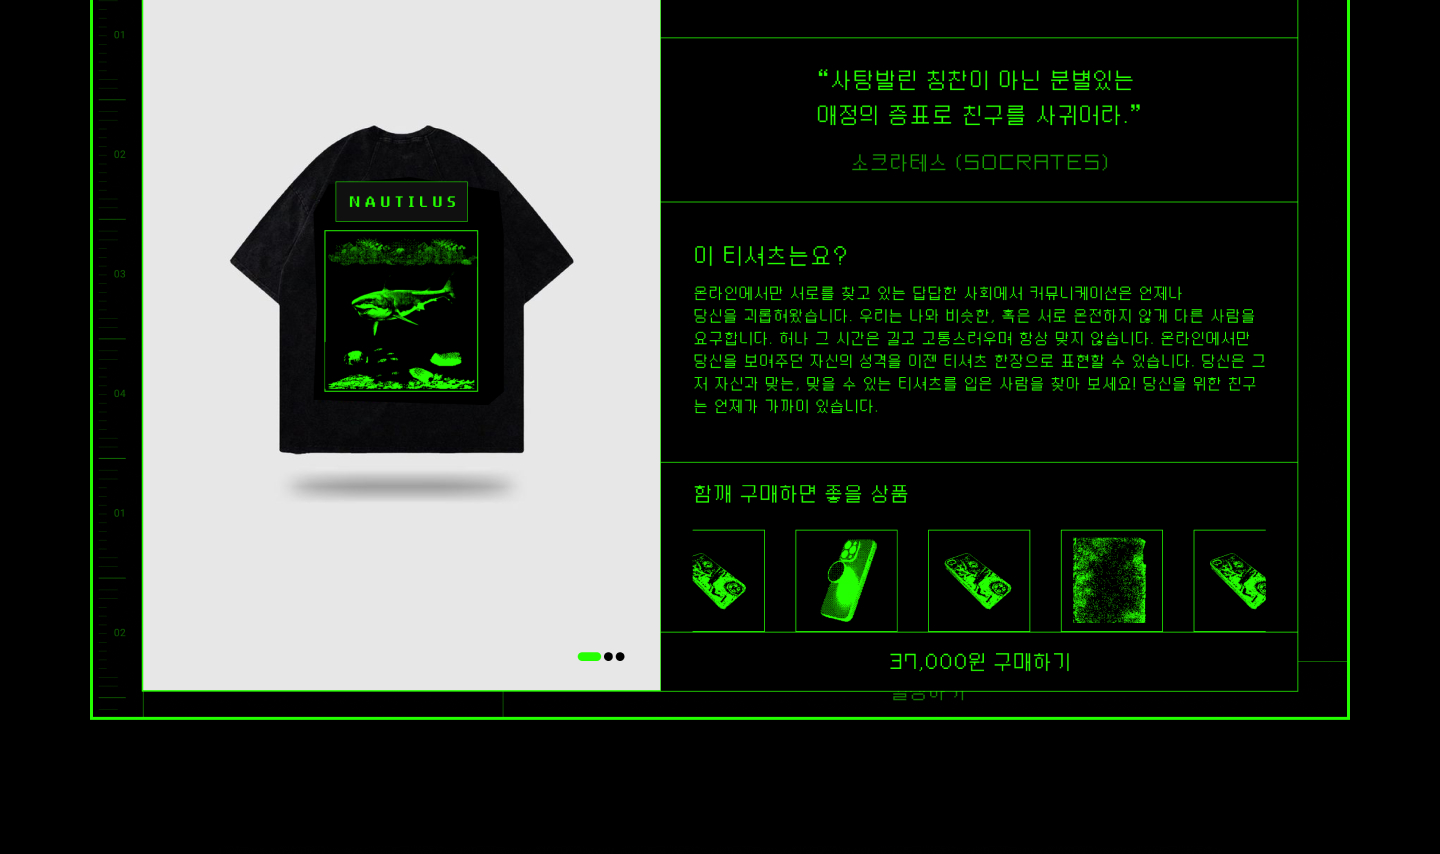 01
02
03
04
01
02
NAUTILUS
“사탕발린 칭찬이 아닌 분별있는
애정의 증표로 친구를 사귀어라.”
소크라테스 (SOCRATES)
이 티셔츠는요?
온라인에서만 서로를 찾고 있는 답답한 사회에서 커뮤니케이션은 언제나
당신을 괴롭혀왔습니다. 우리는 나와 비슷한, 혹은 서로 온전하지 않게 다른 사람을
요구합니다. 허나 그 시간은 길고 고통스러우며 항상 맞지 않습니다. 온라인에서만
당신을 보여주던 자신의 성격을 이젠 티셔츠 한장으로 표현할 수 있습니다. 당신은 그
저 자신과 맞는, 맞을 수 있는 티셔츠를 입은 사람을 찾아 보세요! 당신을 위한 친구
는 언제가 가까이 있습니다.
함께 구매하면 좋을 상품
37,000원 구매하기